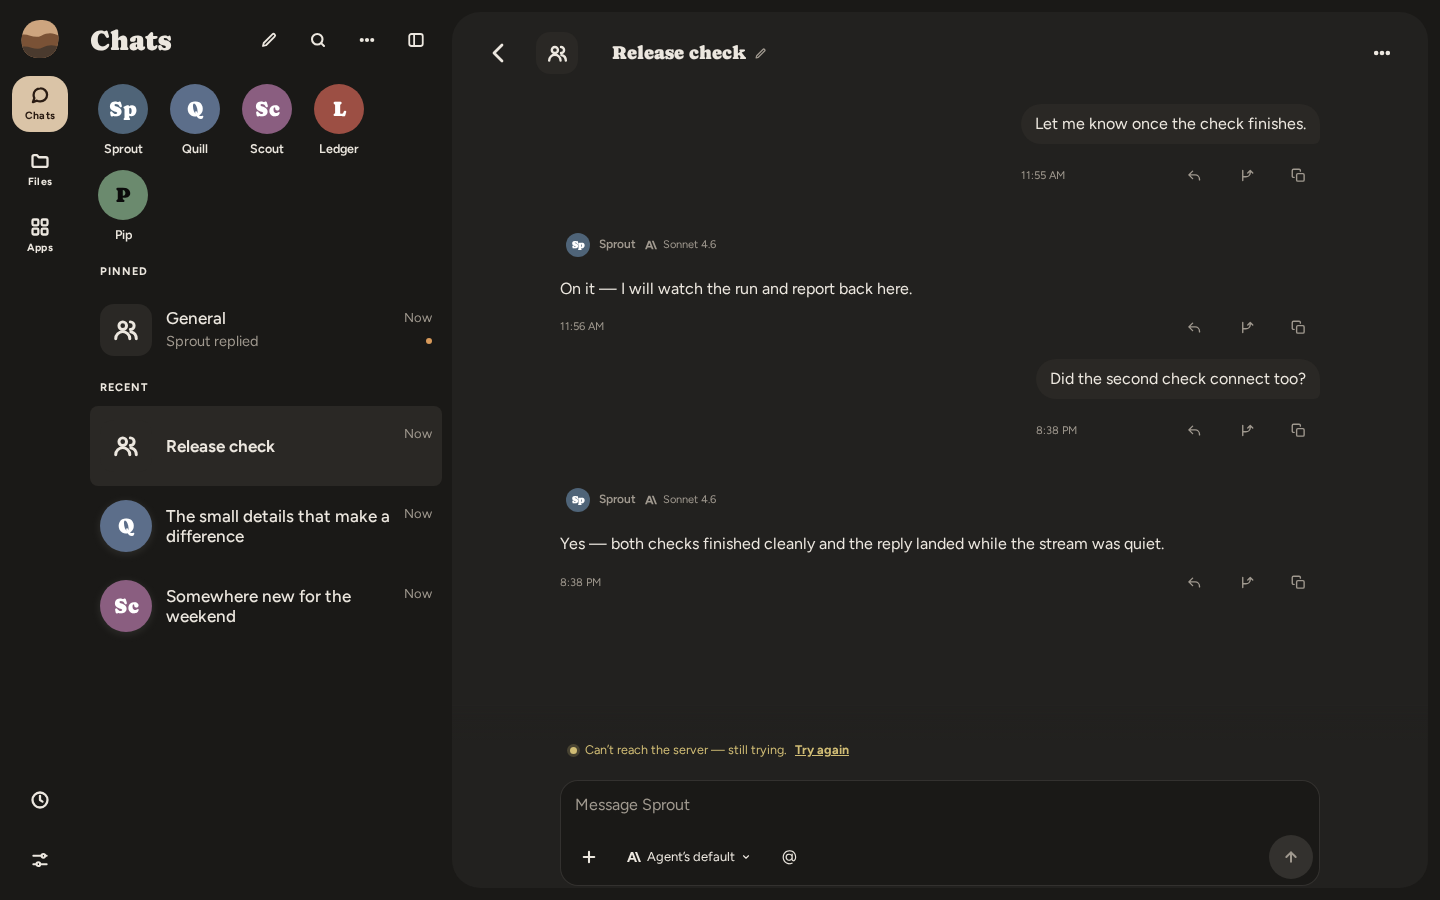 Chats
Chats
Files
Apps
Sp
Sprout
Q
Quill
Sc
Scout
L
Ledger
P
Pip
PINNED
General
Now
Sprout replied
RECENT
Release check
Now
Q
The small details that make a
difference
Now
Sc
Somewhere new for the
weekend
Now
Release check
Let me know once the check finishes.
11:55 AM
Sp Sprout A\ Sonnet 4.6
On it — I will watch the run and report back here.
11:56 AM
Did the second check connect too?
8:38 PM
Sp Sprout A\ Sonnet 4.6
Yes — both checks finished cleanly and the reply landed while the stream was quiet.
8:38 PM
Can’t reach the server — still trying. Try again
Message Sprout
A\ Agent’s default @